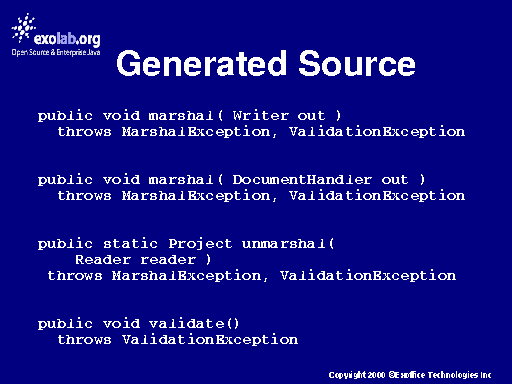 exolab.org
Open Source & Enterprise Java
Generated Source
public void marshal( Writer out )
throws MarshalException, ValidationException
public void marshal( DocumentHandler out )
throws MarshalException, ValidationException
public static Project unmarshal(
Reader reader )
throws MarshalException, ValidationException
public void validate()
throws ValidationException
Copyright 2000 ©Exoffice Technologies Inc